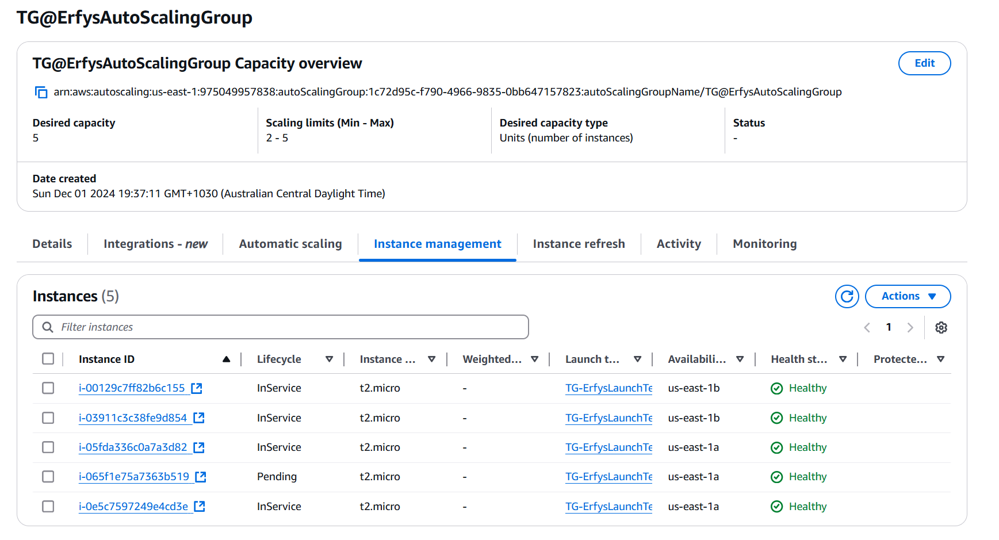 TG@ErfysAutoScalingGroup
TG@ErfysAutoScalingGroup Capacity overview
Edit
arn:aws:autoscaling:us-east-1:975049957838:autoScalingGroup:1c72d95c-f790-4966-9835-0bb647157823:autoScalingGroupName/TG@ErfysAutoScalingGroup
Desired capacity Scaling limits (Min - Max) Desired capacity type Status
5 2 - 5 Units (number of instances) -
Date created
Sun Dec 01 2024 19:37:11 GMT+1030 (Australian Central Daylight Time)
Details Integrations - new Automatic scaling Instance management Instance refresh Activity Monitoring
Instances (5) Actions
Filter instances 1
Instance ID Lifecycle Instance ... Weighted... Launch t... Availabili... Health st... Protecte...
i-00129c7ff82b6c155 InService t2.micro - TG-ErfysLaunchTe us-east-1b Healthy
i-03911c3c38fe9d854 InService t2.micro - TG-ErfysLaunchTe us-east-1b Healthy
i-05fda336c0a7a3d82 InService t2.micro - TG-ErfysLaunchTe us-east-1a Healthy
i-065f1e75a7363b519 Pending t2.micro - TG-ErfysLaunchTe us-east-1a Healthy
i-0e5c7597249e4cd3e InService t2.micro - TG-ErfysLaunchTe us-east-1a Healthy